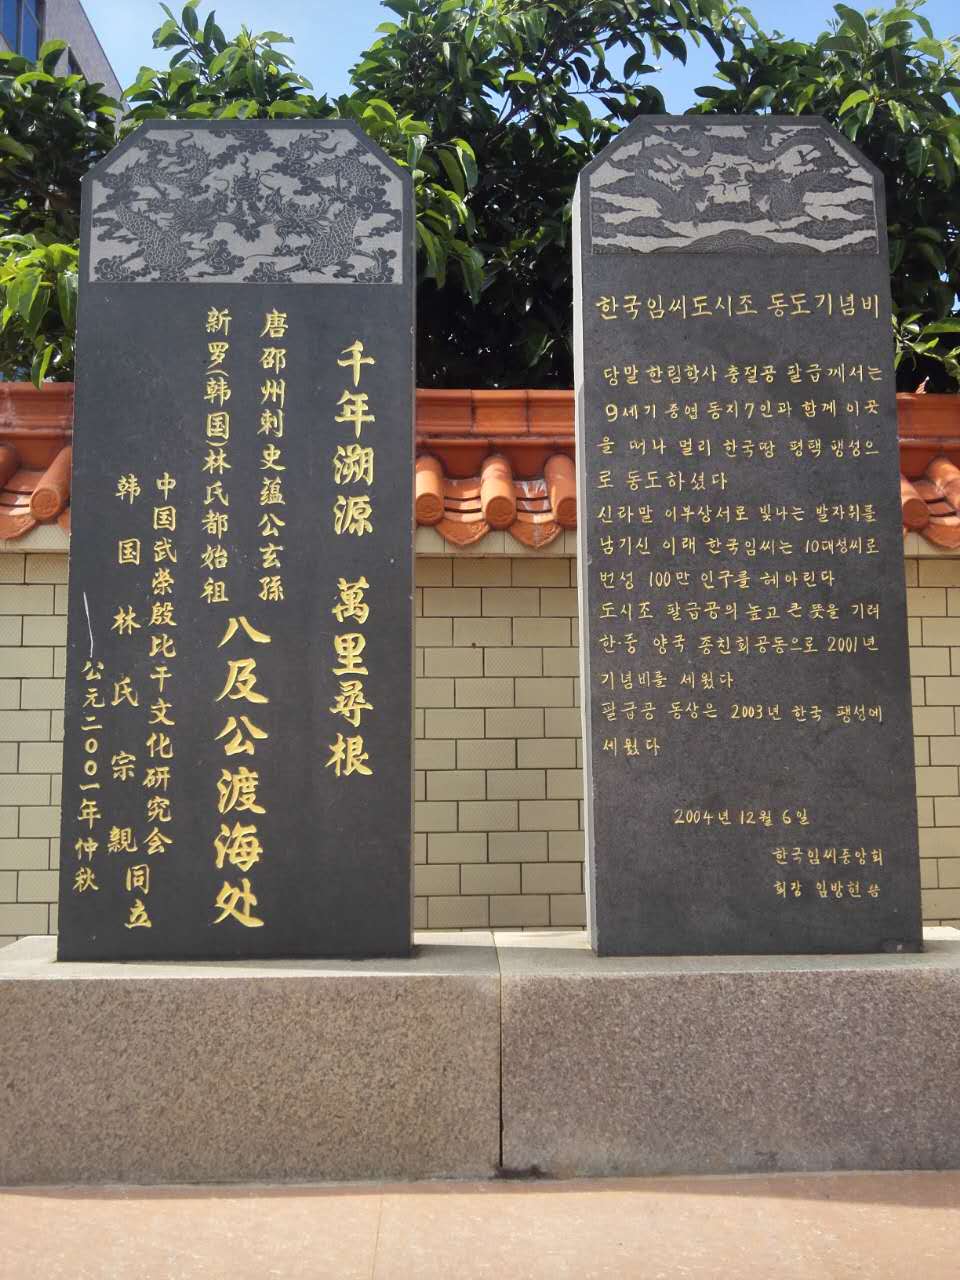 千年溯源 萬里尋根
唐邵州刺史蕴公玄孫
新罗(韩国)林氏都始祖
八及公渡海处
中国武荣殷比干文化研究会
韩国林氏宗親
同立
公元二〇〇一年仲秋
한국임씨도시조 동도기념비
당말 한림학사 충절공 팔급께서는
9세기 중엽 동지7인과 함께 이곳
을 떠나 멀리 한국땅 평택 팽성으
로 동도하셨다
신라말 이부상서로 빛나는 발자위를
남기신 이래 한국임씨는 10대성씨로
번성 100만 인구를 헤아린다
도시조 팔급공의 높고 큰 뜻을 기려
한·중 양국 종친회공동으로 2001년
기념비를 세웠다
팔급공 동상은 2003년 한국 팽성에
세웠다
2004년 12월 6일
한국임씨중앙회
회장 임방현 씀